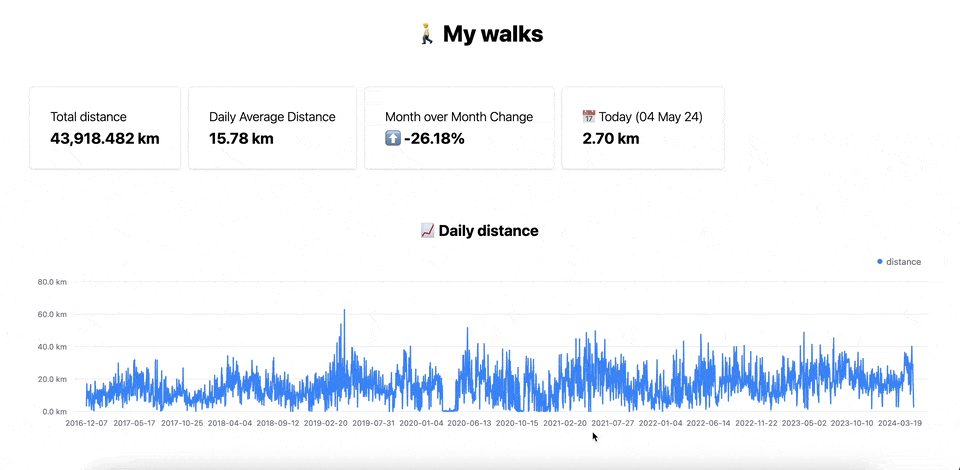 🚶 My walks
Total distance
43,918.482 km
Daily Average Distance
15.78 km
Month over Month Change
⬆️ -26.18%
📅 Today (04 May 24)
2.70 km
📈 Daily distance
distance
80.0 km
60.0 km
40.0 km
20.0 km
0.0 km
2016-12-07 2017-05-17 2017-10-25 2018-04-04 2018-09-12 2019-02-20 2019-07-31 2020-01-04 2020-06-13 2020-10-15 2021-02-20 2021-07-27 2022-01-04 2022-06-14 2022-11-22 2023-05-02 2023-10-10 2024-03-19